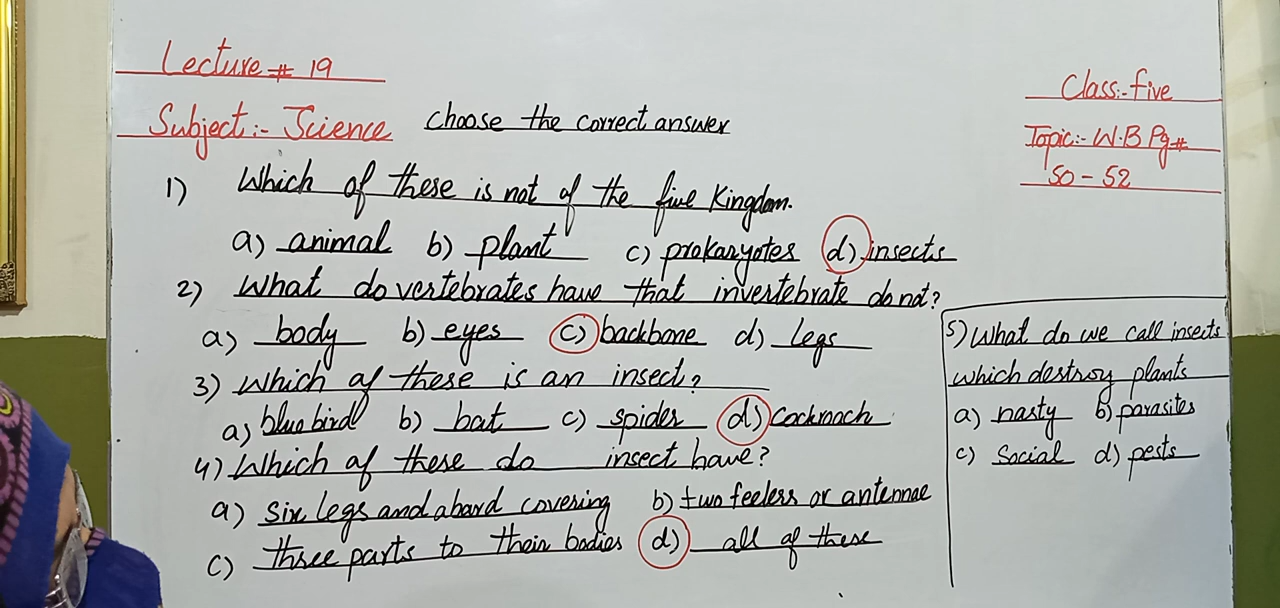 Lecture # 19
Subject:- Science
Choose the correct answer
Class:- five
Topic:- W.B Pg #
50 - 52
1) Which of these is not of the five Kingdom.
a) animal b) plant c) prokaryotes d) insects
2) What do vertebrates have that invertebrate do not?
a) body b) eyes c) backbone d) legs
3) Which of these is an insect?
a) blue bird b) bat c) spider d) cockroach
4) Which of these do insect have?
a) Six legs and a hard covering b) two feeless or antennae
c) three parts to their bodies d) all of these
5) What do we call insects
which destroy plants
a) nasty b) parasites
c) Social d) pests